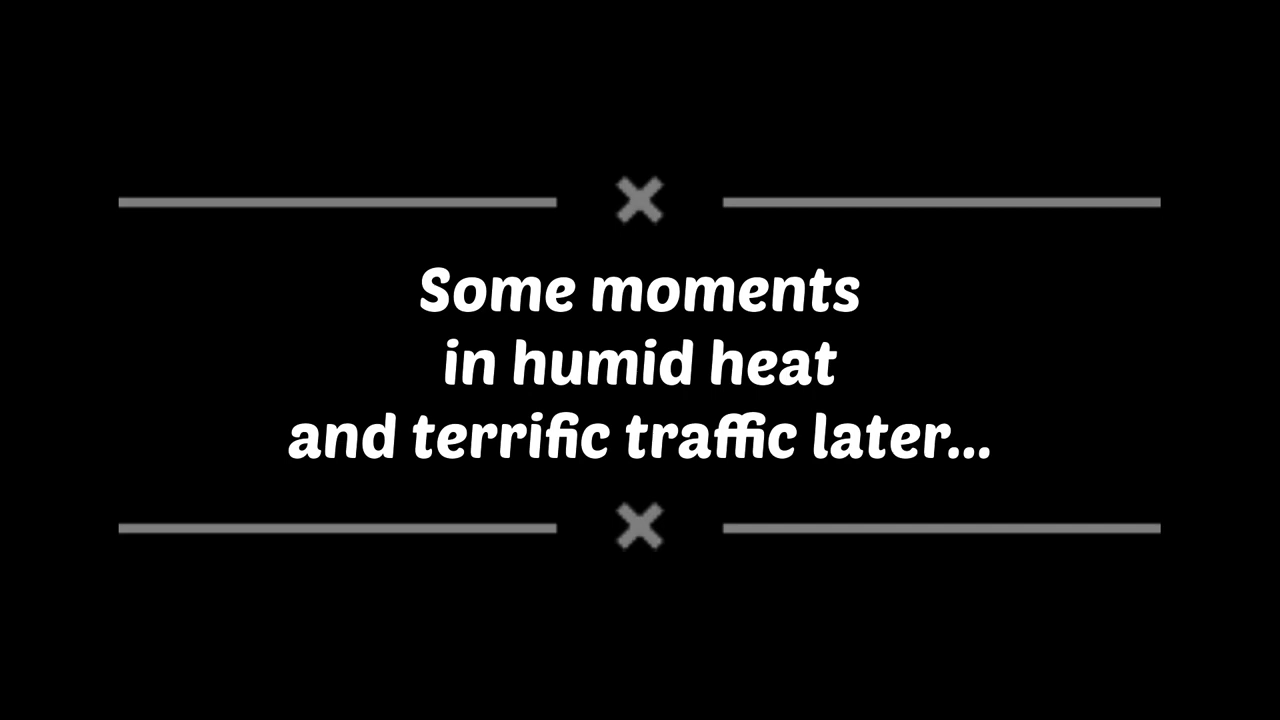 Some moments
in humid heat
and terrific traffic later...